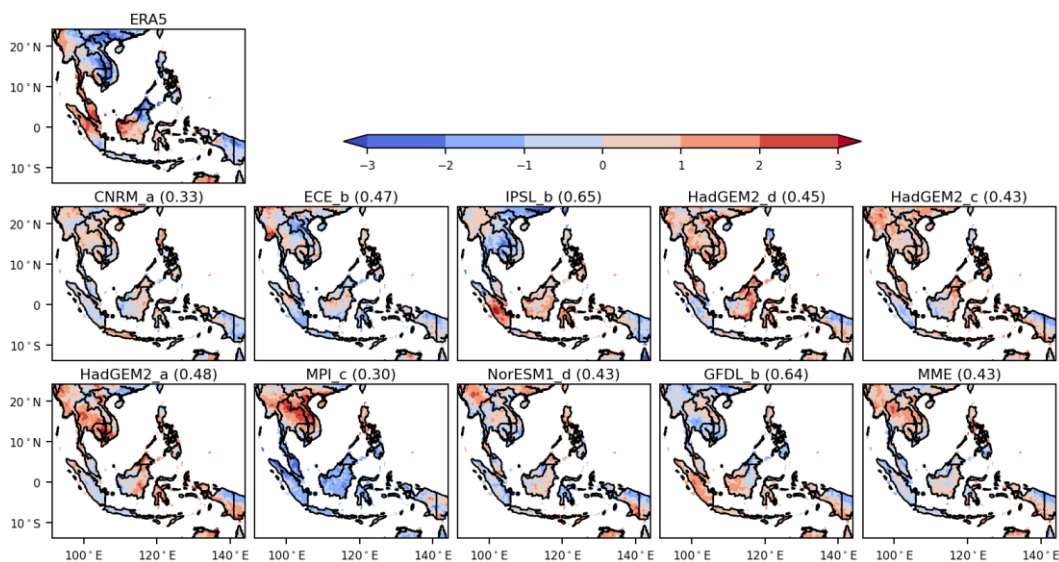 ERA5
20°N
10°N
0
10°S
−3 −2 −1 0 1 2 3
CNRM_a (0.33) ECE_b (0.47) IPSL_b (0.65) HadGEM2_d (0.45) HadGEM2_c (0.43)
20°N
10°N
0
10°S
HadGEM2_a (0.48) MPI_c (0.30) NorESM1_d (0.43) GFDL_b (0.64) MME (0.43)
20°N
10°N
0
10°S
100°E 120°E 140°E 100°E 120°E 140°E 100°E 120°E 140°E 100°E 120°E 140°E 100°E 120°E 140°E